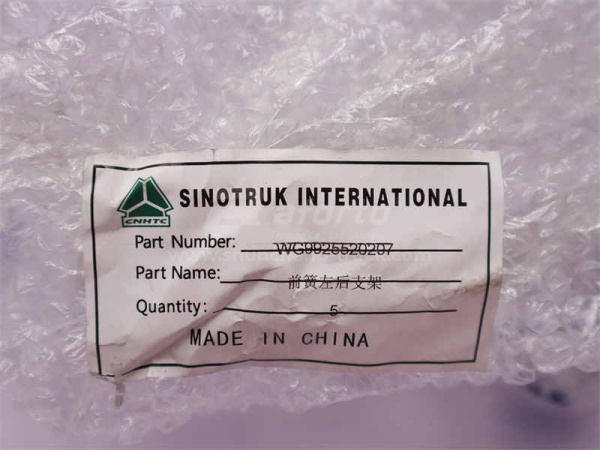 SINOTRUK INTERNATIONAL
CNHTC
Part Number: WG9925520207
Part Name: 前簧左后支架
Quantity: 5
MADE IN CHINA